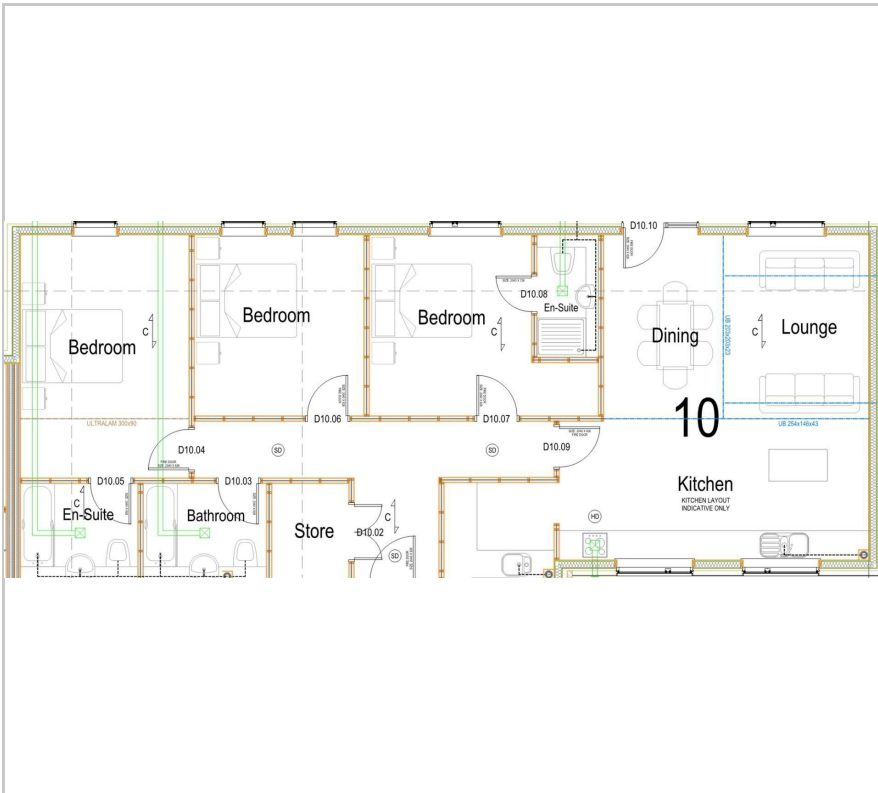 D10.10
D10.08
En-Suite
Bedroom
Bedroom
Bedroom
C
C
Dining
Lounge
C
UB 203x203x23
10
ULTRALAM 300x90
UB 254x146x43
D10.06
D10.07
D10.04
SD
SD
D10.09
D10.05
D10.03
Kitchen
KITCHEN LAYOUT
INDICATIVE ONLY
C
En-Suite
Bathroom
Store
D10.02
C
HD
SD